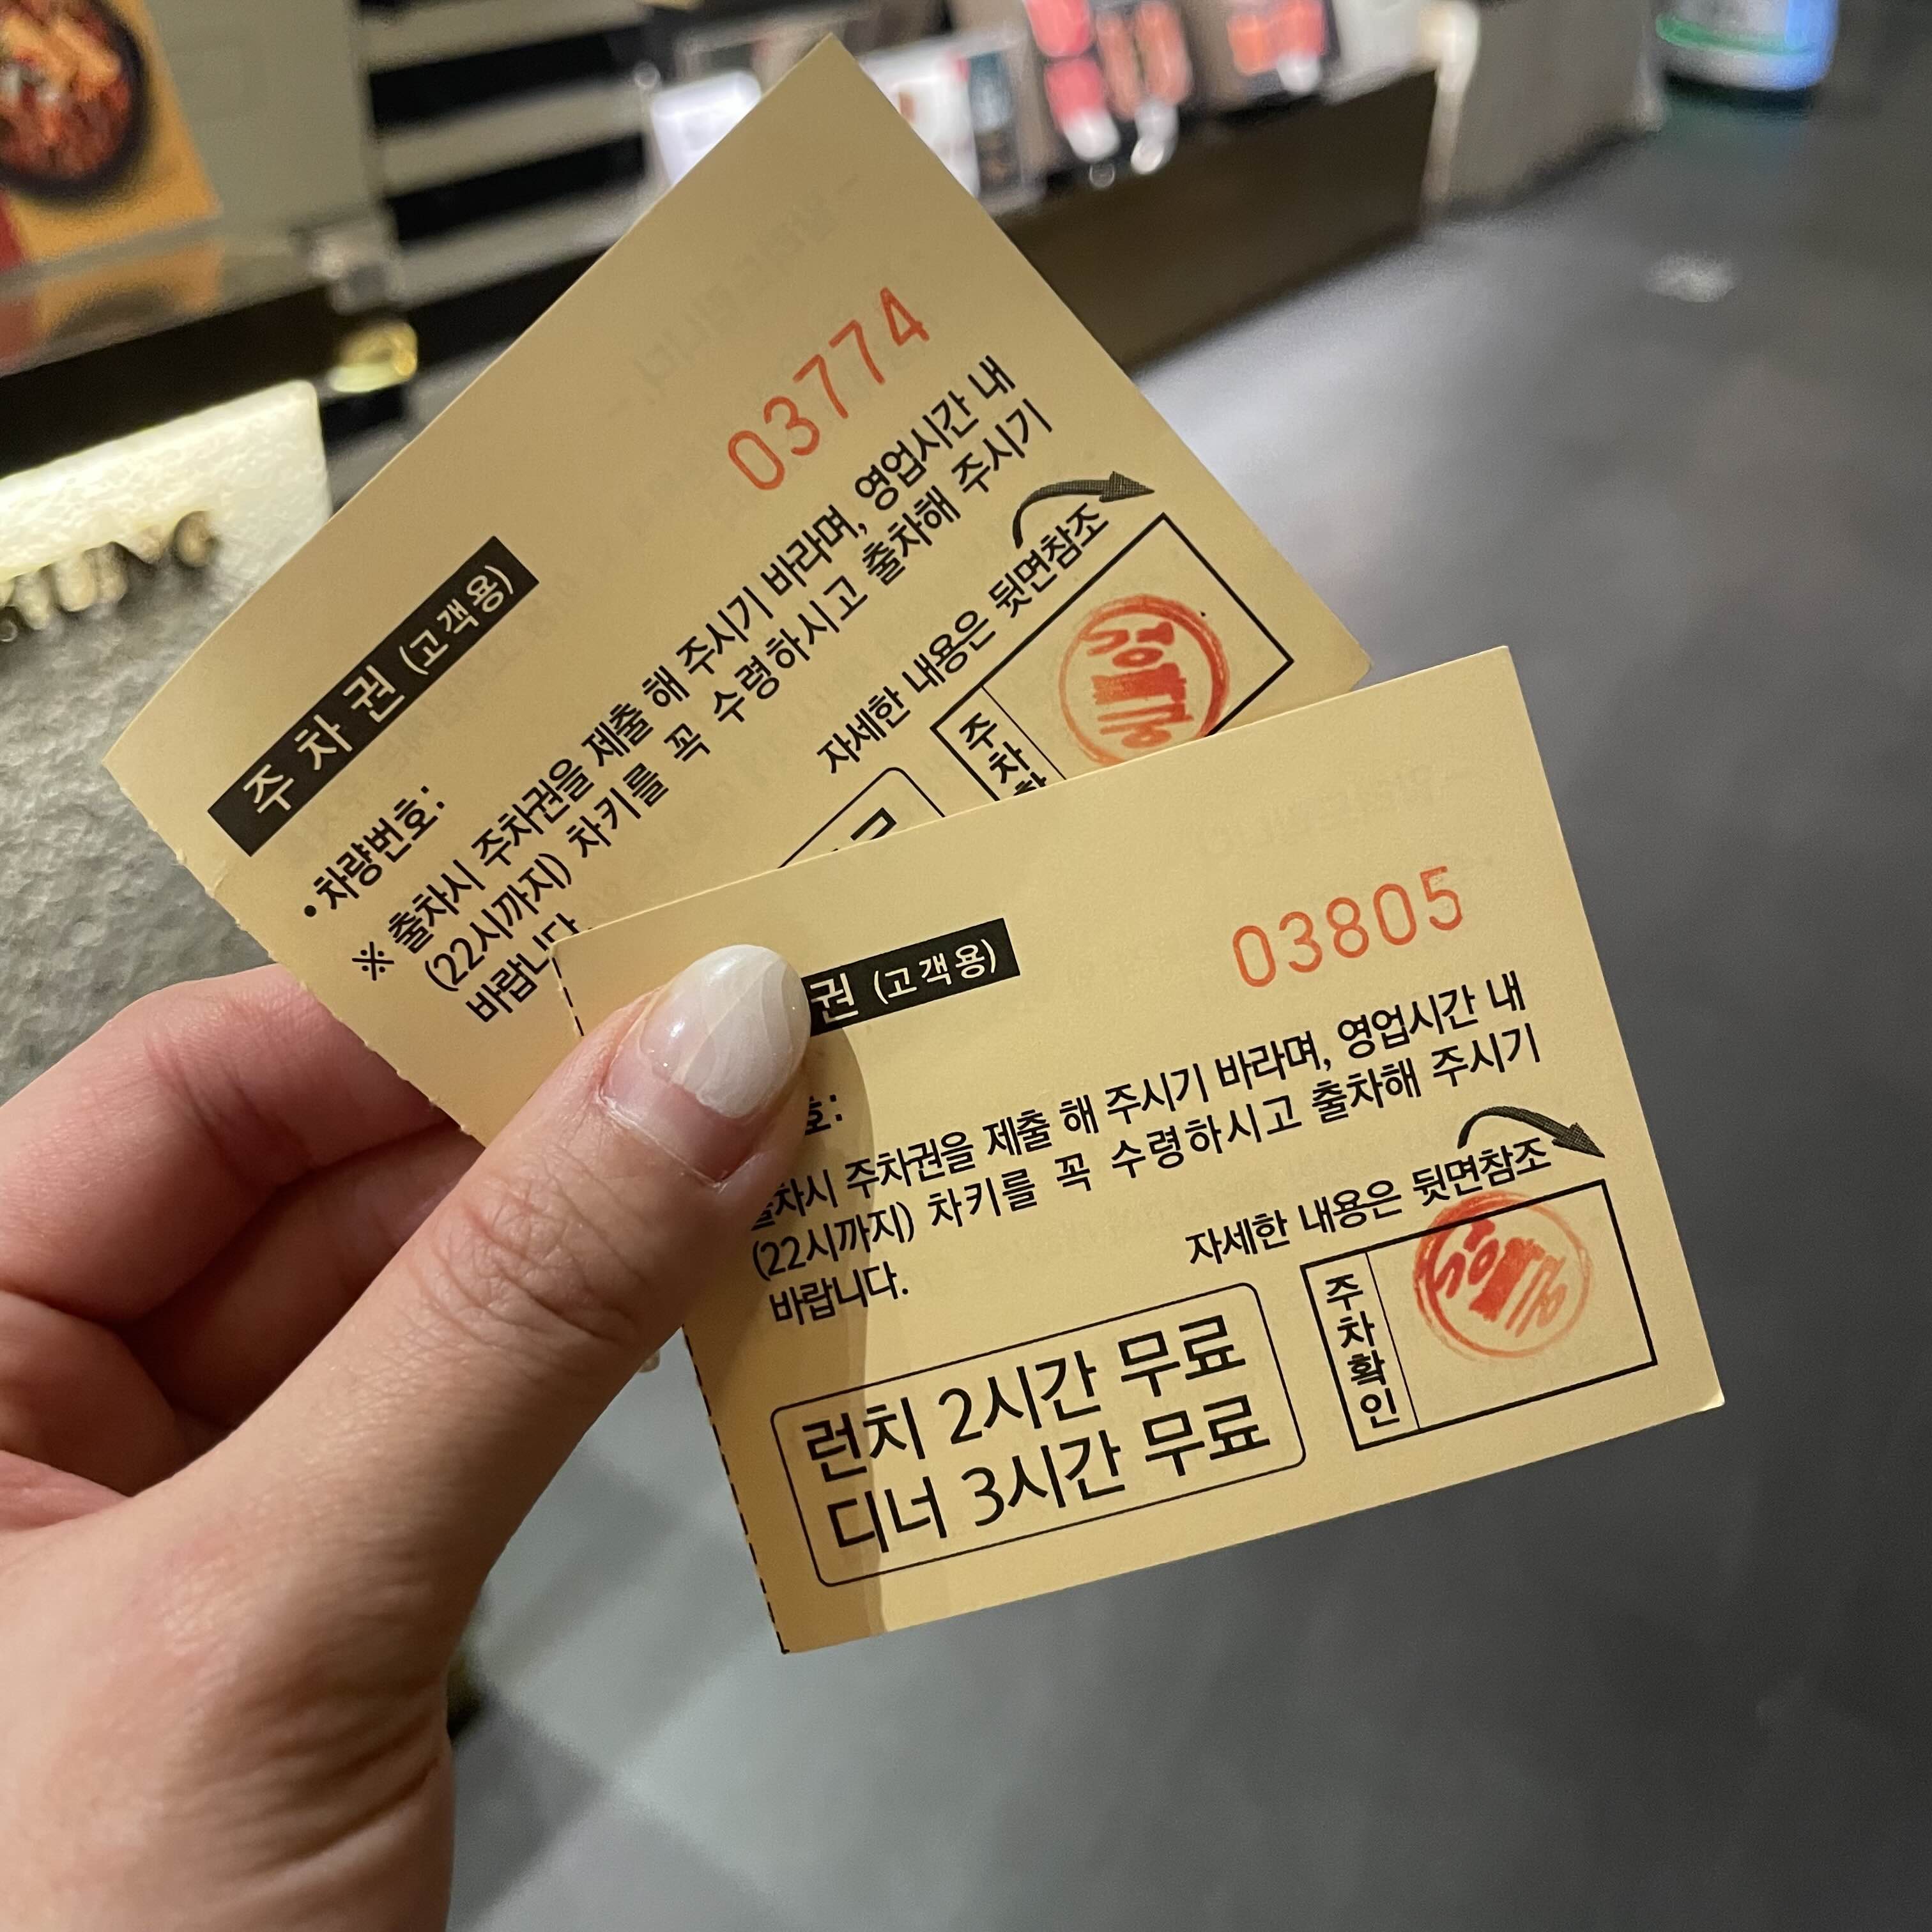 03774
주차권 (고객용)
•차량번호:
※ 출차시 주차권을 제출 해 주시기 바라며, 영업시간 내
(22시까지) 차키를 꼭 수령하시고 출차해 주시기
바랍니다
자세한 내용은 뒷면참조
주차
03805
권 (고객용)
호:
출차시 주차권을 제출 해 주시기 바라며, 영업시간 내
(22시까지) 차키를 꼭 수령하시고 출차해 주시기
바랍니다.
자세한 내용은 뒷면참조
런치 2시간 무료
디너 3시간 무료
주차확인